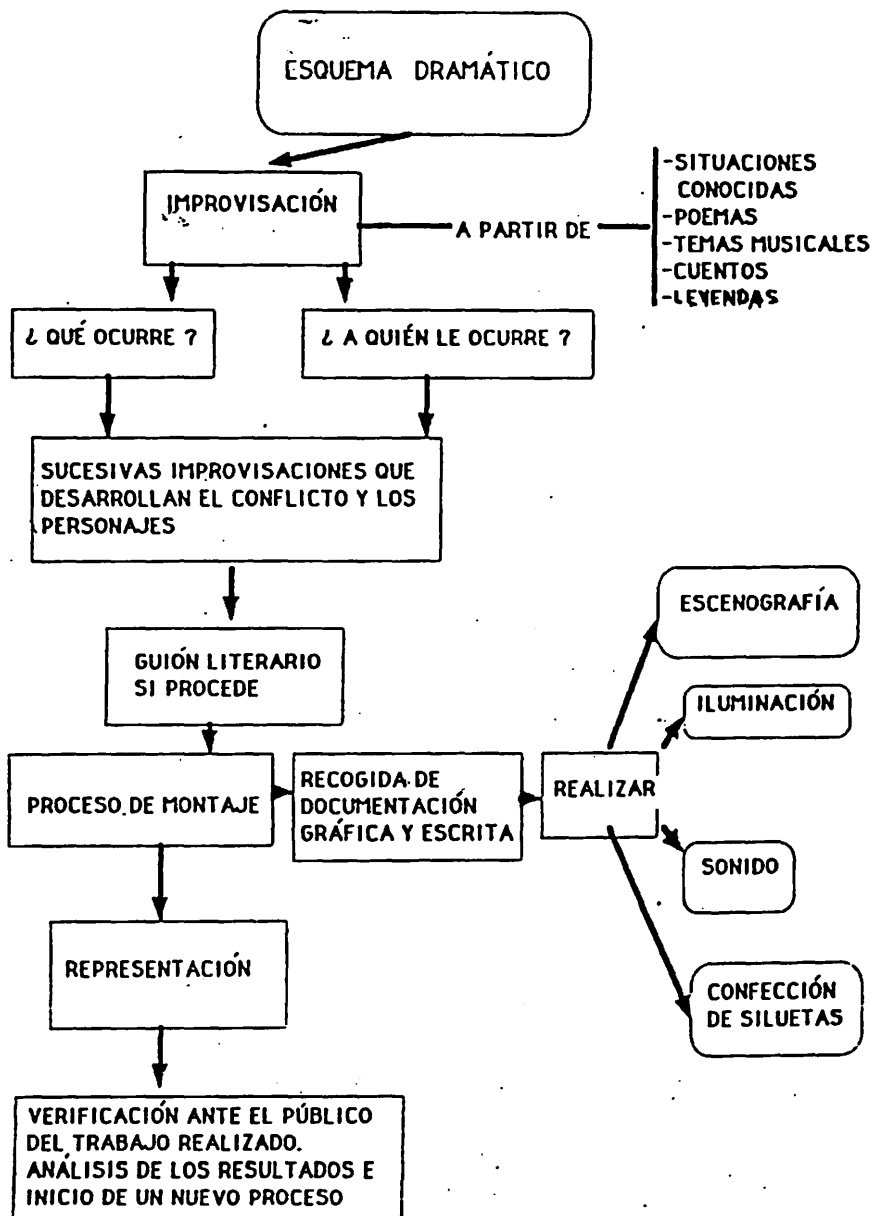 ESQUEMA DRAMÁTICO
IMPROVISACIÓN
A PARTIR DE
-SITUACIONES
CONOCIDAS
-POEMAS
-TEMAS MUSICALES
-CUENTOS
-LEYENDAS
¿ QUÉ OCURRE ?
¿ A QUIÉN LE OCURRE ?
SUCESIVAS IMPROVISACIONES QUE
DESARROLLAN EL CONFLICTO Y LOS
PERSONAJES
GUIÓN LITERARIO
SI PROCEDE
PROCESO DE MONTAJE
RECOGIDA DE
DOCUMENTACIÓN
GRÁFICA Y ESCRITA
REALIZAR
ESCENOGRAFÍA
ILUMINACIÓN
SONIDO
CONFECCIÓN
DE SILUETAS
REPRESENTACIÓN
VERIFICACIÓN ANTE EL PÚBLICO
DEL TRABAJO REALIZADO.
ANÁLISIS DE LOS RESULTADOS E
INICIO DE UN NUEVO PROCESO